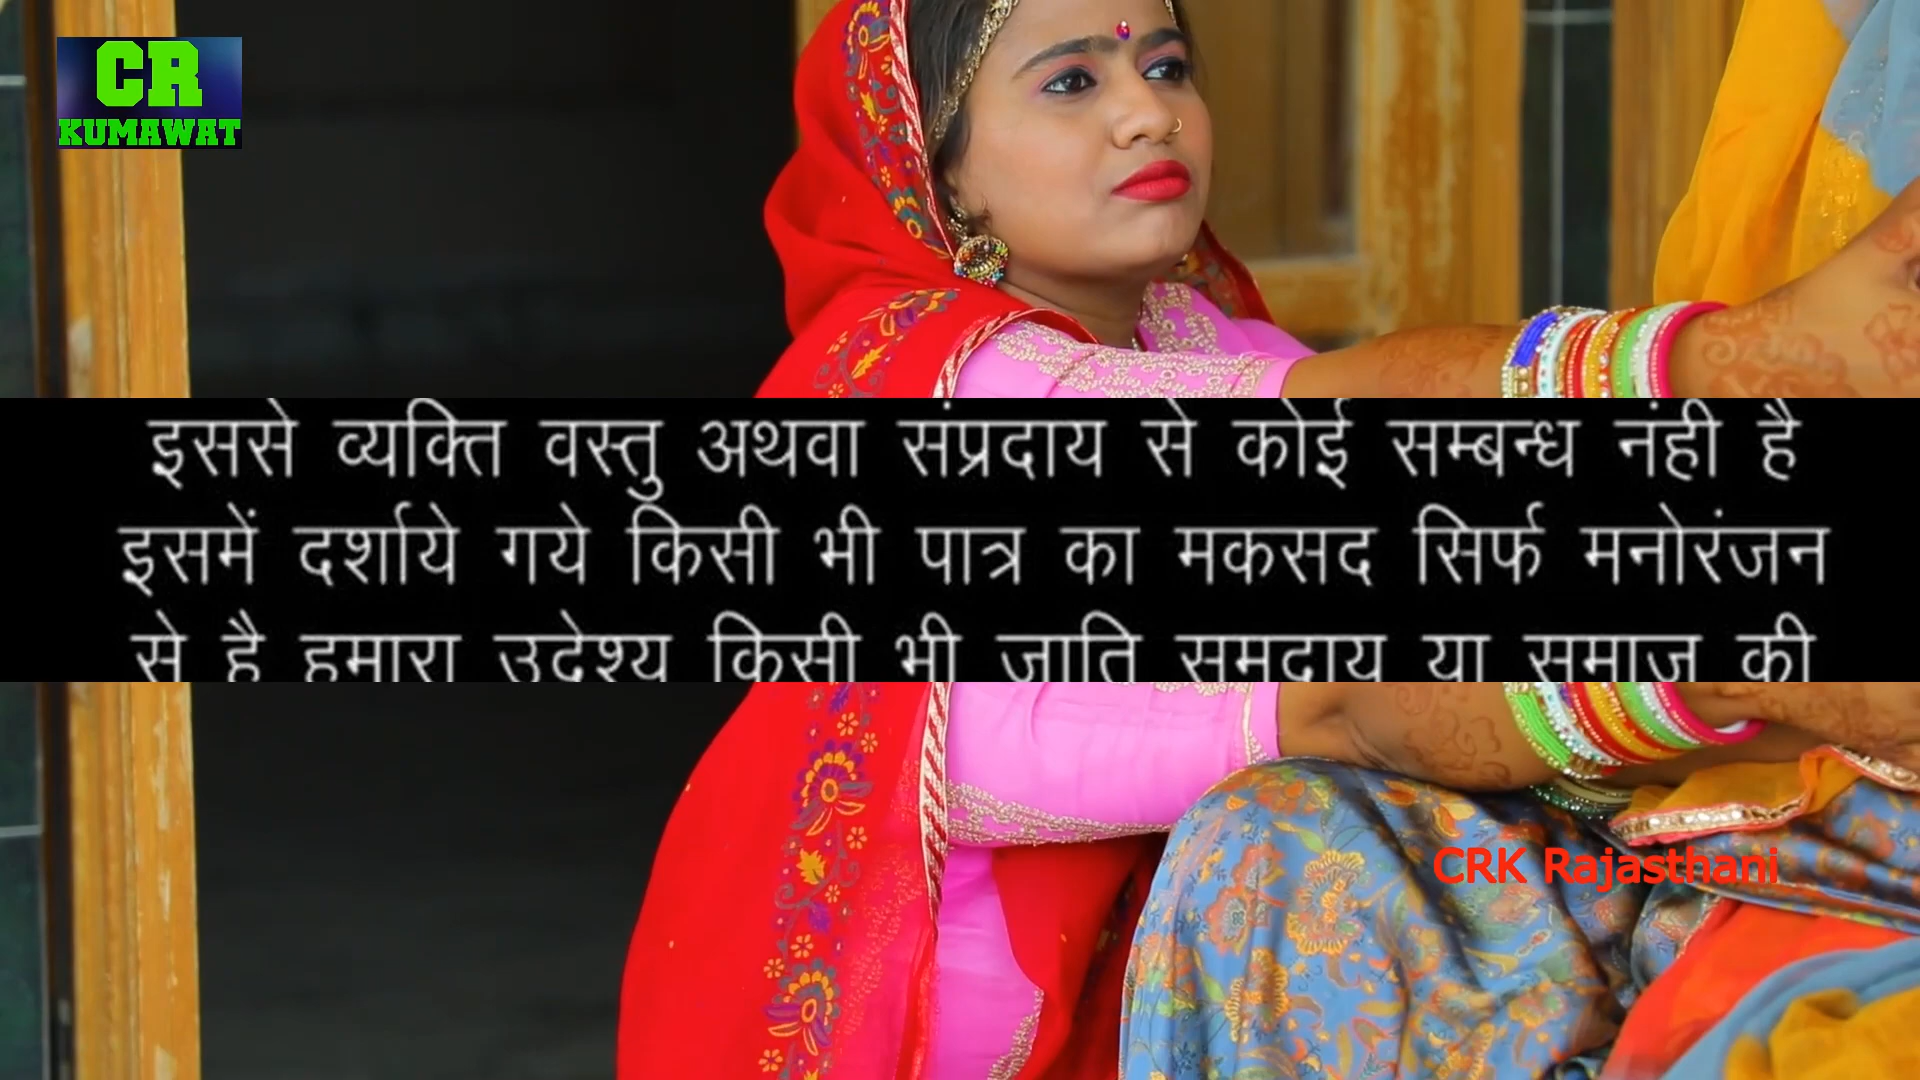 CR
KUMAWAT
इससे व्यक्ति वस्तु अथवा संप्रदाय से कोई सम्बन्ध नंही है
इसमें दर्शाये गये किसी भी पात्र का मकसद सिर्फ मनोरंजन
से है हमारा उदेश्य किसी भी जाति समुदाय या समाज की
CRK Rajasthani